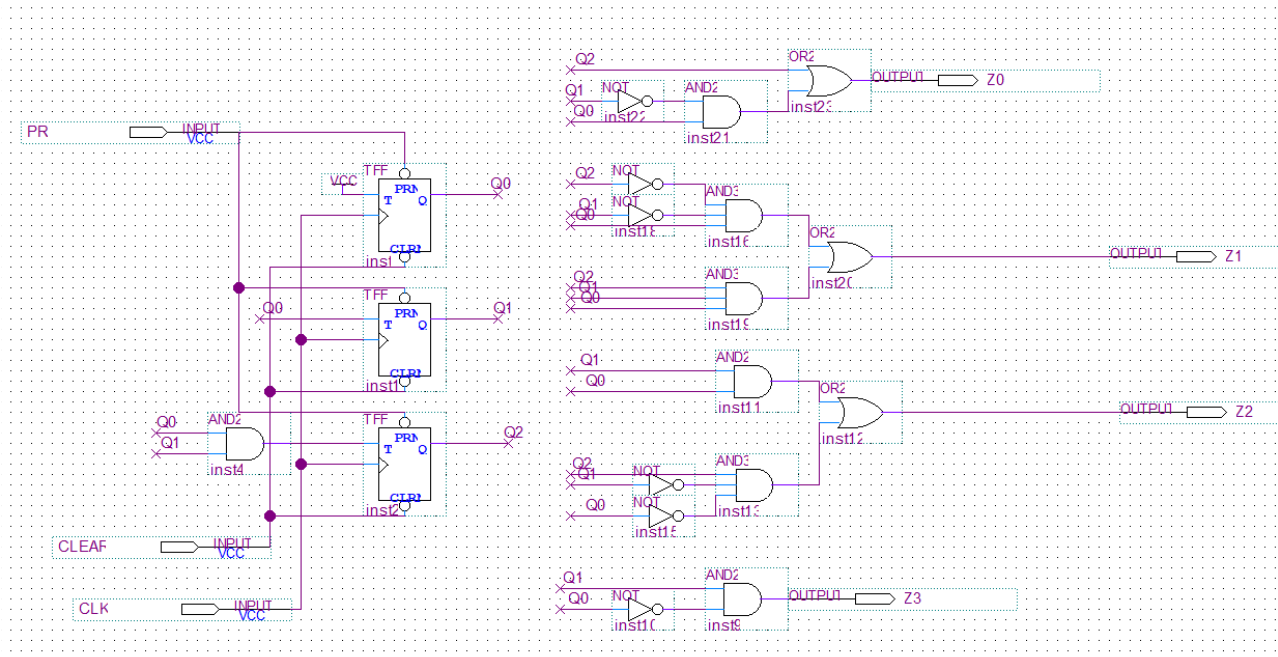 PR
INPUT
VCC
VCC
TFF
PRN
T
Q
CLRN
inst
Q0
TFF
Q0
PRN
T
Q
CLRN
inst1
Q1
Q0
Q1
AND2
inst4
TFF
PRN
T
Q
CLRN
inst2
Q2
CLEAR
INPUT
VCC
CLK
INPUT
VCC
Q2
Q1
Q0
NOT
inst22
AND2
inst21
OR2
inst23
OUTPUT
Z0
Q2
Q1
Q0
NOT
NOT
inst18
AND3
inst16
OR2
inst20
OUTPUT
Z1
Q2
Q1
Q0
AND3
inst19
Q1
Q0
AND2
inst11
OR2
inst12
OUTPUT
Z2
Q2
Q1
Q0
NOT
NOT
inst15
AND3
inst13
Q1
Q0
NOT
inst10
AND2
inst9
OUTPUT
Z3